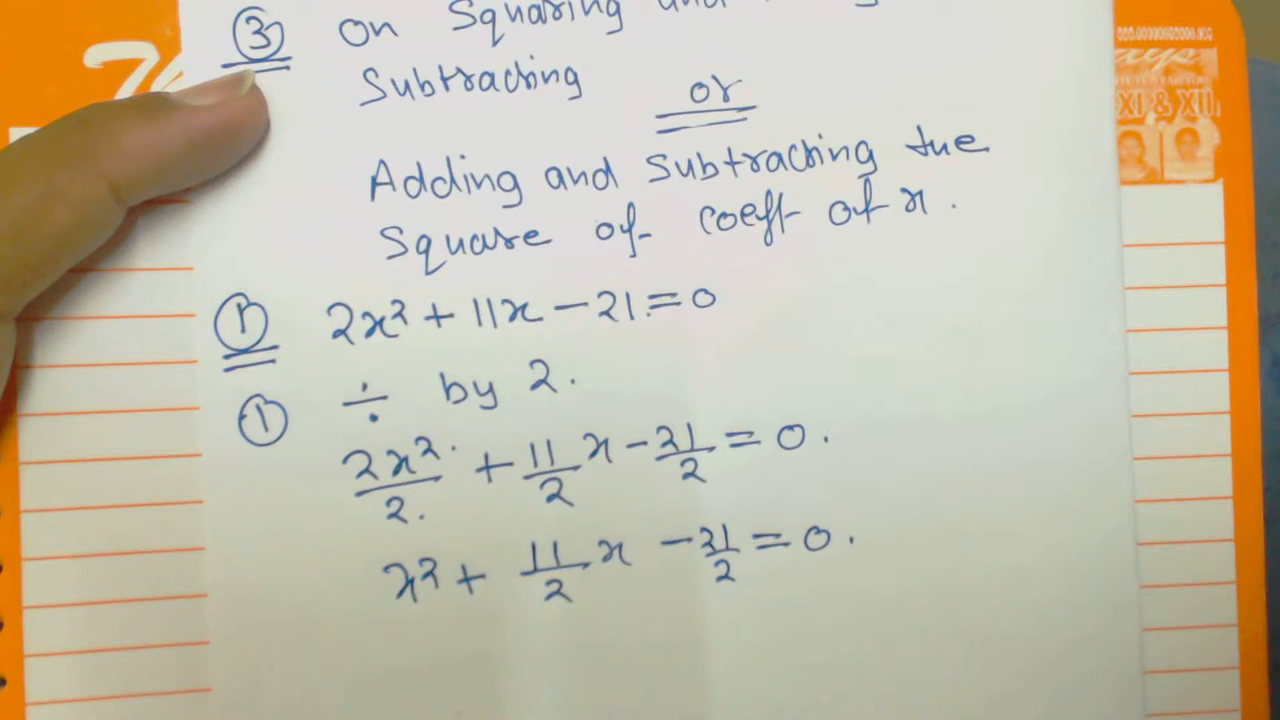 ③ on Squaring and
Subtracting
or
Adding and subtracting the
Square of coeff of x.
① 2x² + 11x - 21 = 0
① ÷ by 2.
2x²/2 + 11/2 x - 21/2 = 0.
x² + 11/2 x - 21/2 = 0.
XI & XII